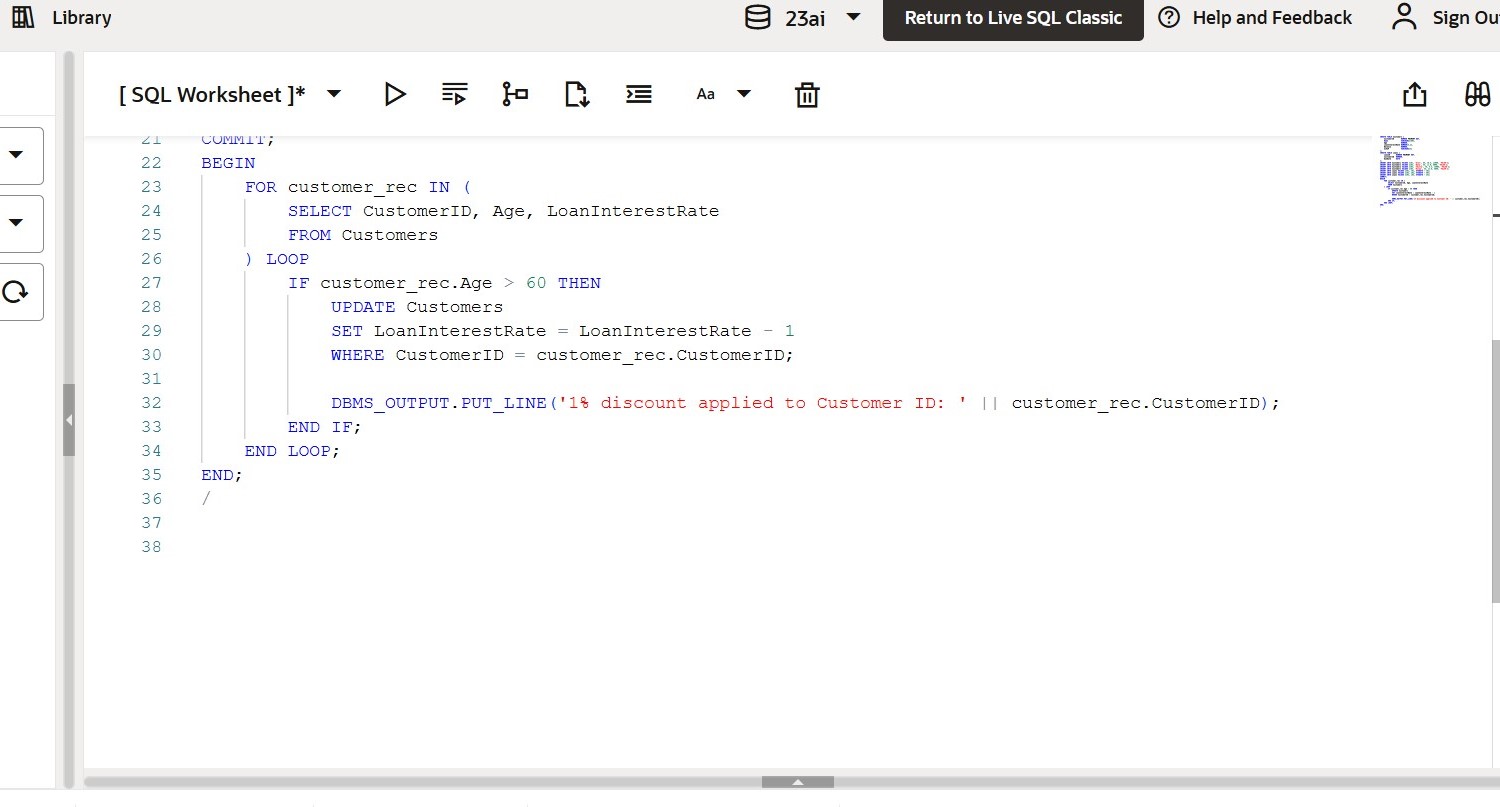 Library
23ai
Return to Live SQL Classic
Help and Feedback
Sign Ou
[ SQL Worksheet ]*
Aa
21 COMMIT;
22 BEGIN
23 FOR customer_rec IN (
24 SELECT CustomerID, Age, LoanInterestRate
25 FROM Customers
26 ) LOOP
27 IF customer_rec.Age > 60 THEN
28 UPDATE Customers
29 SET LoanInterestRate = LoanInterestRate - 1
30 WHERE CustomerID = customer_rec.CustomerID;
31
32 DBMS_OUTPUT.PUT_LINE('1% discount applied to Customer ID: ' || customer_rec.CustomerID);
33 END IF;
34 END LOOP;
35 END;
36 /
37
38